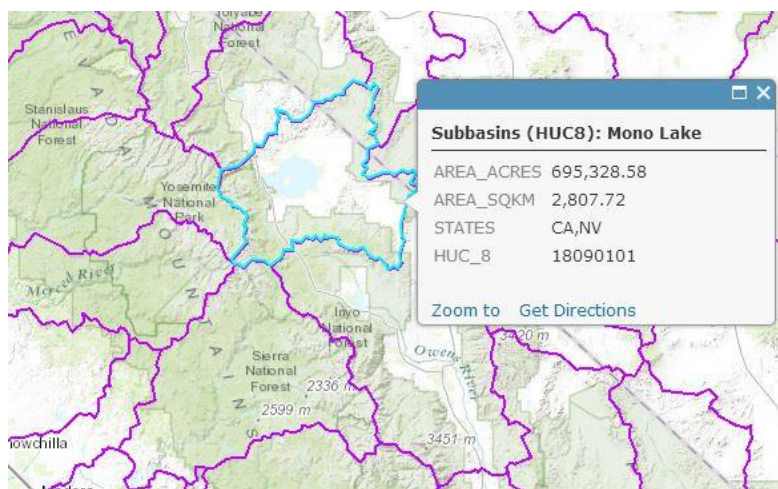 Toiyabe
National
Forest
E V A D A
Stanislaus
National
Forest
Yosemite
National
Park
M O U N T A I N S
Merced River
Inyo
National
Forest
Sierra
National
Forest
2336 m
2599 m
Owens River
3420 m
3451 m
howchilla
Subbasins (HUC8): Mono Lake
AREA_ACRES 695,328.58
AREA_SQKM 2,807.72
STATES CA,NV
HUC_8 18090101
Zoom to Get Directions